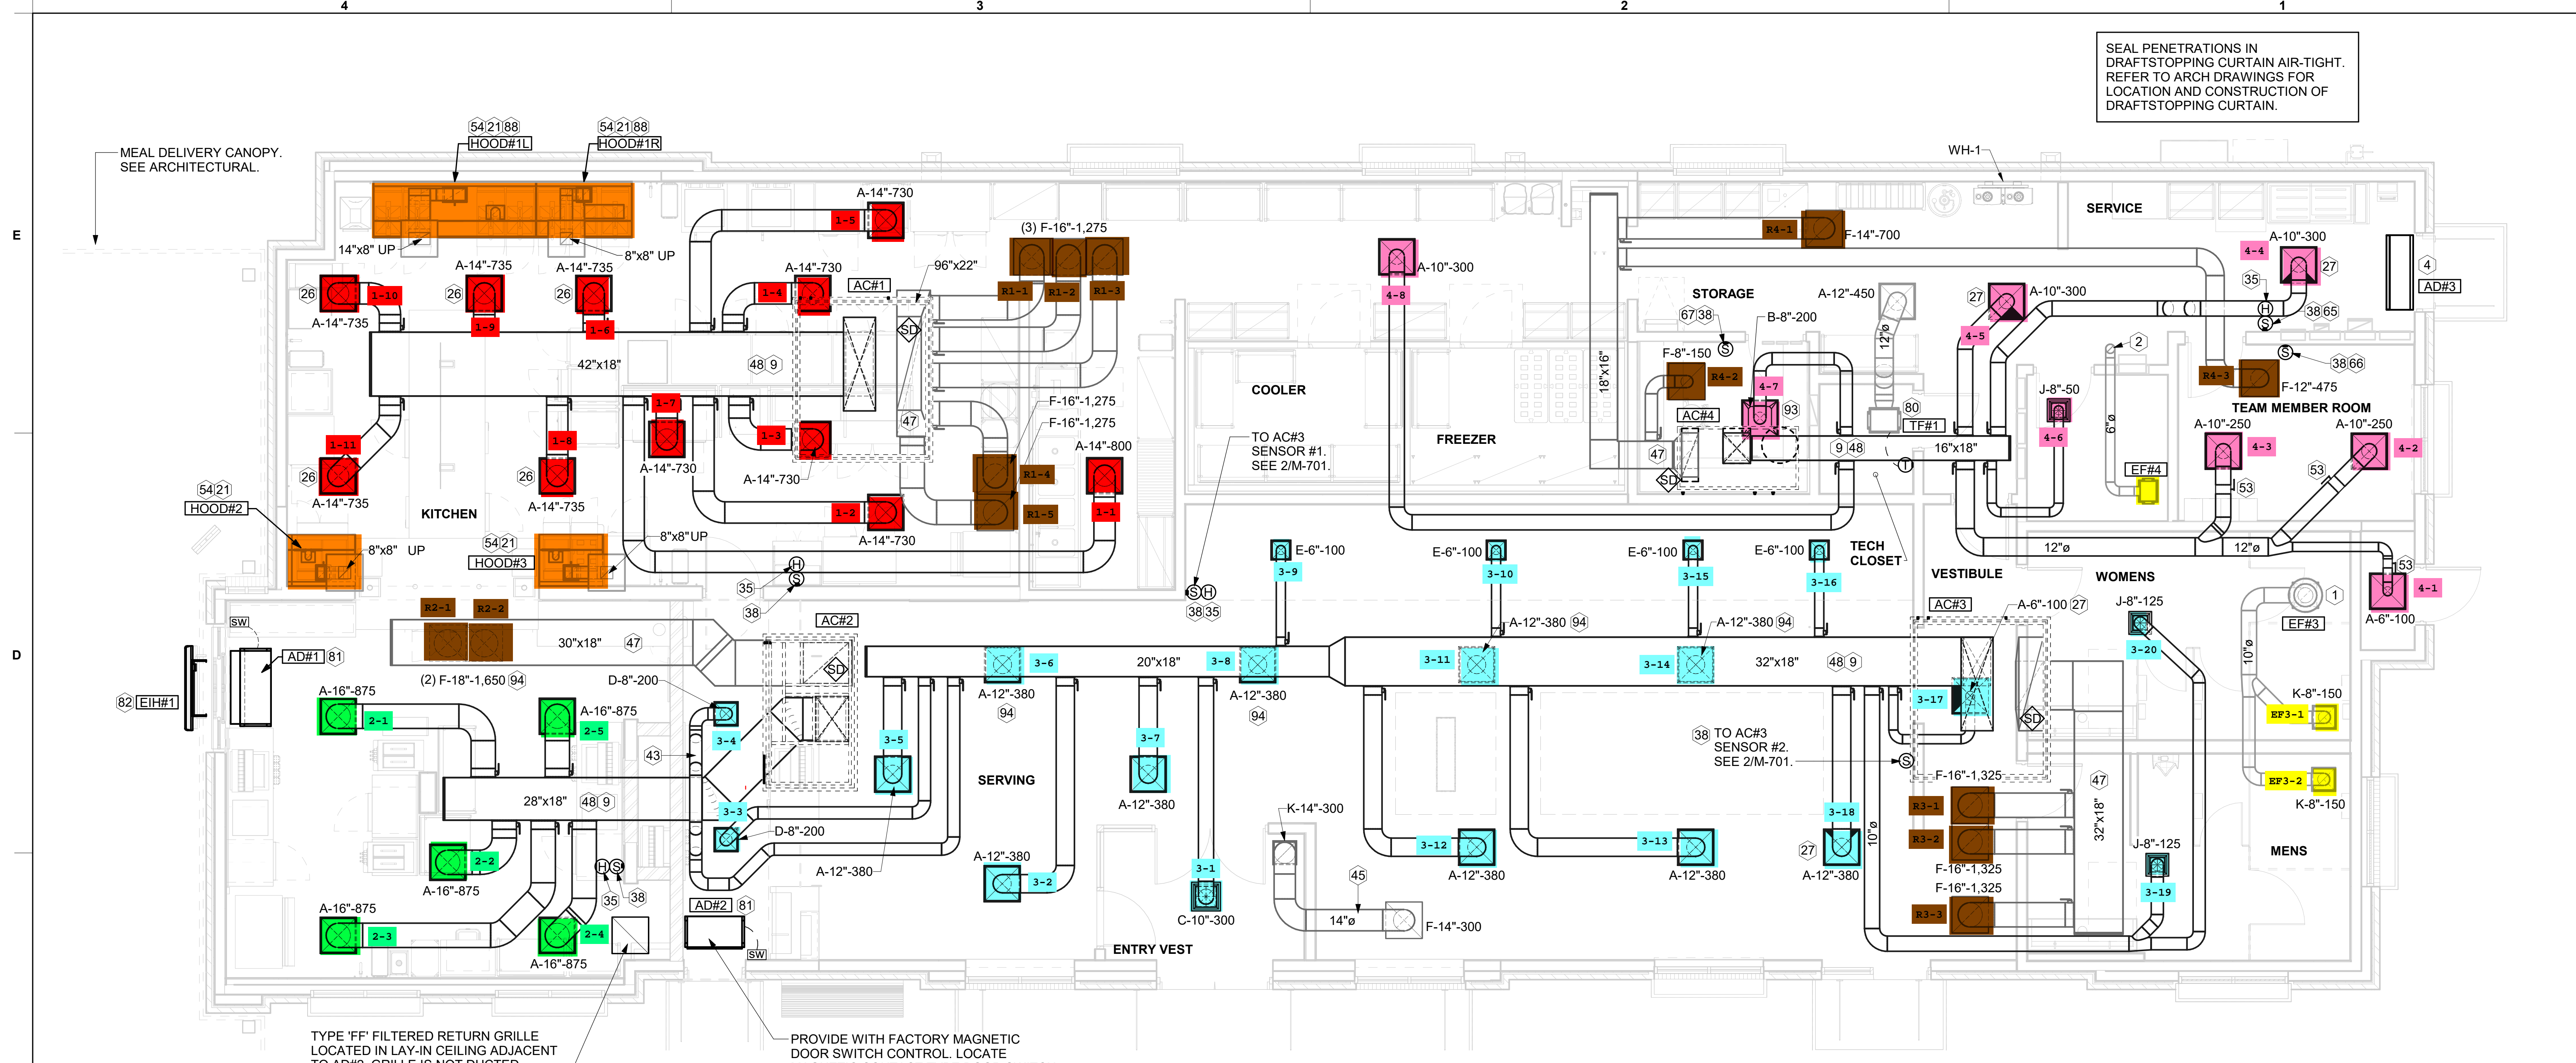 4
3
2
1
SEAL PENETRATIONS IN
DRAFTSTOPPING CURTAIN AIR-TIGHT.
REFER TO ARCH DRAWINGS FOR
LOCATION AND CONSTRUCTION OF
DRAFTSTOPPING CURTAIN.
MEAL DELIVERY CANOPY.
SEE ARCHITECTURAL.
54 21 88
HOOD#1L
54 21 88
HOOD#1R
WH-1
E
14"x8" UP
8"x8" UP
A-14"-730
1-5
(3) F-16"-1,275
R1-1
R1-2
R1-3
96"x22"
AC#1
A-14"-735
A-14"-735
A-14"-730
1-4
26
26
26
1-10
A-14"-735
1-9
1-6
42"x18"
48 9
SD
47
1-7
A-14"-730
1-3
A-14"-730
1-11
26
A-14"-735
1-8
26
A-14"-735
1-2
A-14"-730
F-16"-1,275
F-16"-1,275
R1-4
R1-5
A-14"-800
1-1
KITCHEN
54 21
HOOD#2
8"x8" UP
54 21
HOOD#3
8"x8" UP
H
S
35
38
A-10"-300
4-8
COOLER
FREEZER
TO AC#3
SENSOR #1.
SEE 2/M-701.
S H
38 35
18"x16"
R4-1
F-14"-700
SERVICE
A-10"-300
4-4
27
35
H
S
38 65
4
AD#3
STORAGE
67 38
S
A-12"-450
12"ø
B-8"-200
F-8"-150
R4-2
4-7
93
AC#4
47
SD
80
TF#1
9 48
16"x18"
T
27
A-10"-300
4-5
J-8"-50
4-6
2
6"ø
EF#4
S
38 66
R4-3
F-12"-475
TEAM MEMBER ROOM
A-10"-250
4-3
A-10"-250
4-2
53
53
53
12"ø
12"ø
4-1
A-6"-100
TECH
CLOSET
VESTIBULE
WOMENS
E-6"-100
3-9
E-6"-100
3-10
E-6"-100
3-15
E-6"-100
3-16
D
SW
AD#1 81
82 EIH#1
R2-1
R2-2
30"x18"
47
(2) F-18"-1,650 94
AC#2
SD
D-8"-200
3-4
43
3-3
D-8"-200
3-5
A-12"-380
3-6
A-12"-380
94
20"x18"
3-8
A-12"-380
94
3-7
A-12"-380
SERVING
A-12"-380
3-2
3-1
C-10"-300
A-12"-380 94
3-11
A-12"-380 94
3-14
32"x18"
48 9
AC#3
A-6"-100 27
3-17
SD
38
TO AC#3
SENSOR #2.
SEE 2/M-701.
S
3-12
A-12"-380
3-13
A-12"-380
3-18
27
A-12"-380
10"ø
F-16"-1,325
R3-1
R3-2
F-16"-1,325
F-16"-1,325
R3-3
47
32"x18"
J-8"-125
3-20
1
EF#3
10"ø
K-8"-150
EF3-1
EF3-2
K-8"-150
J-8"-125
3-19
MENS
K-14"-300
45
14"ø
F-14"-300
ENTRY VEST
2-1
A-16"-875
A-16"-875
2-5
28"x18"
48 9
2-2
A-16"-875
H S
35
38
A-16"-875
2-3
2-4
A-16"-875
AD#2 81
SW
TYPE 'FF' FILTERED RETURN GRILLE
LOCATED IN LAY-IN CEILING ADJACENT
TO AD#2. GRILLE IS NOT DUCTED.
PROVIDE WITH FACTORY MAGNETIC
DOOR SWITCH CONTROL. LOCATE